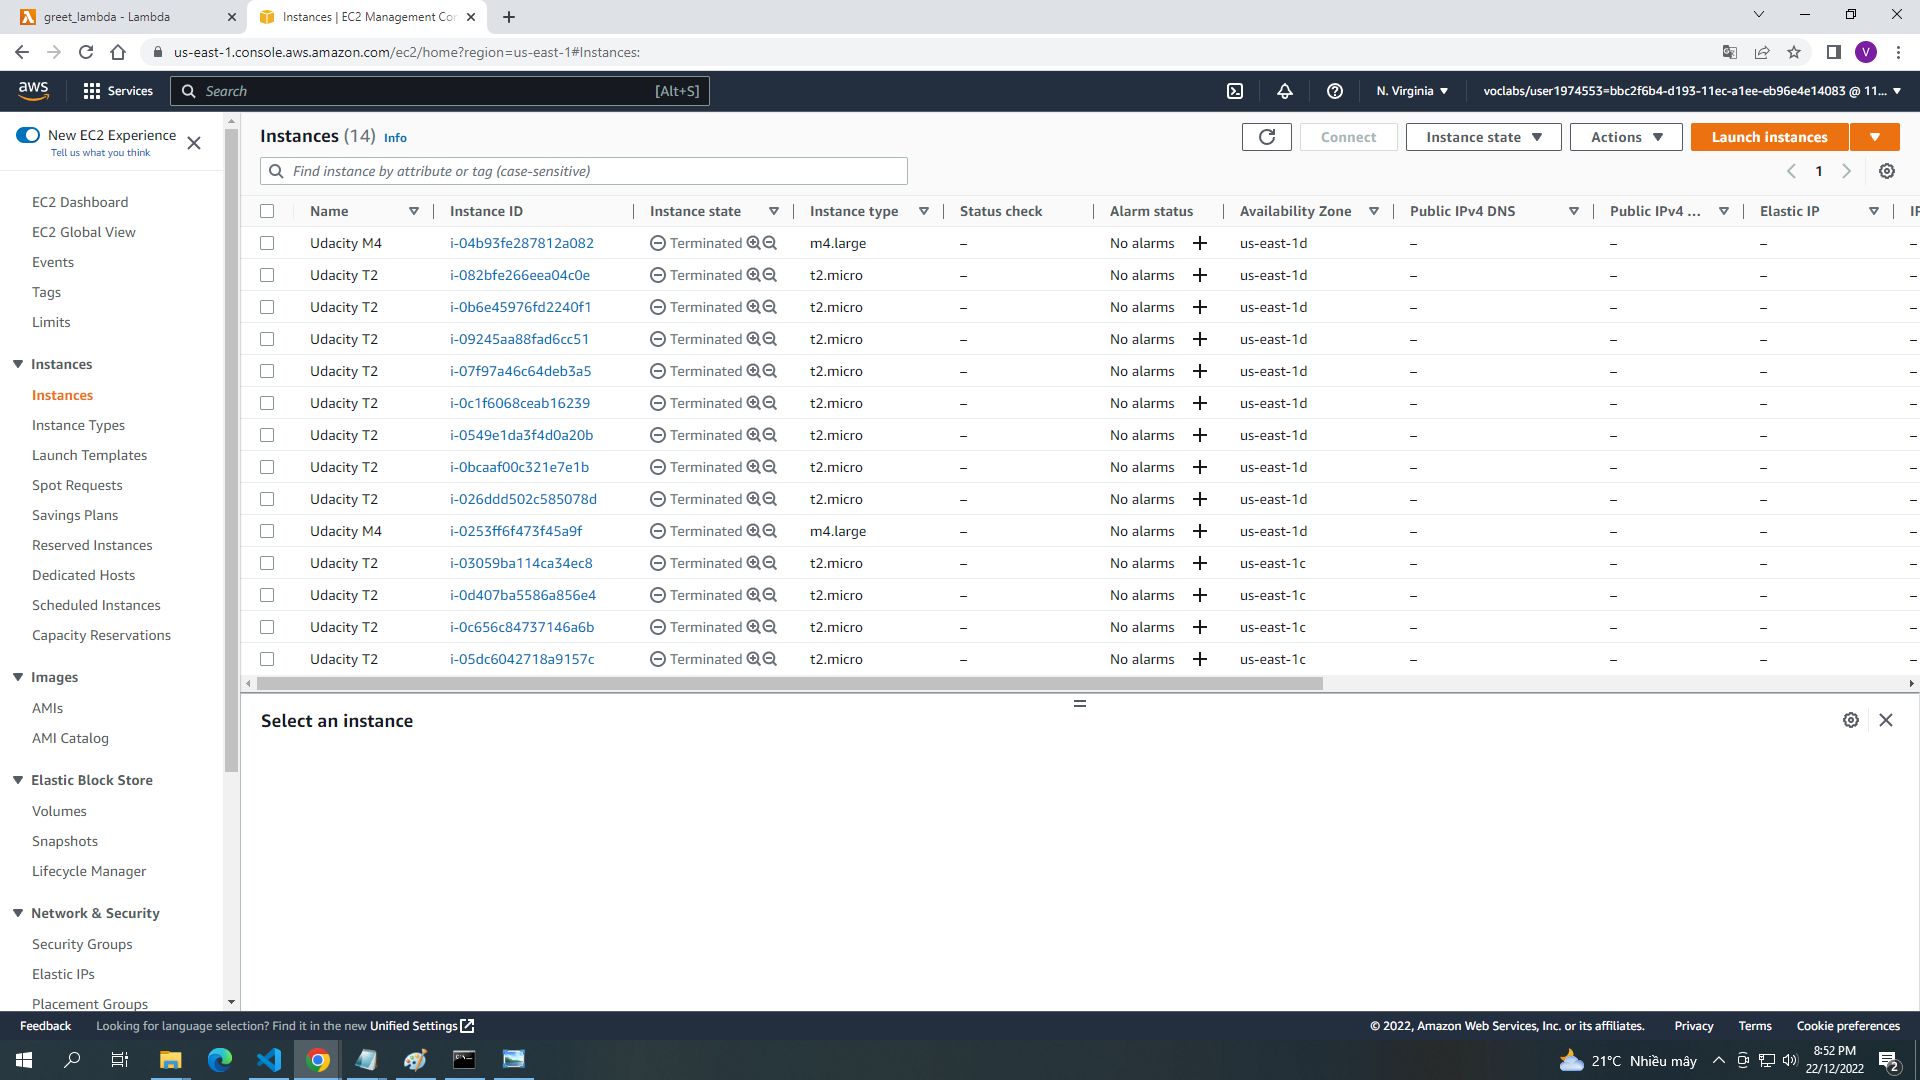 greet_lambda - Lambda
Instances | EC2 Management Con
us-east-1.console.aws.amazon.com/ec2/home?region=us-east-1#Instances:
V
aws
Services
Search [Alt+S]
N. Virginia
voclabs/user1974553=bbc2f6b4-d193-11ec-a1ee-eb96e4e14083 @ 11...
New EC2 Experience
Tell us what you think
EC2 Dashboard
EC2 Global View
Events
Tags
Limits
Instances
Instances
Instance Types
Launch Templates
Spot Requests
Savings Plans
Reserved Instances
Dedicated Hosts
Scheduled Instances
Capacity Reservations
Images
AMIs
AMI Catalog
Elastic Block Store
Volumes
Snapshots
Lifecycle Manager
Network & Security
Security Groups
Elastic IPs
Placement Groups
Instances (14) Info
Connect
Instance state
Actions
Launch instances
Find instance by attribute or tag (case-sensitive)
1
Name Instance ID Instance state Instance type Status check Alarm status Availability Zone Public IPv4 DNS Public IPv4 ... Elastic IP IP
Udacity M4 i-04b93fe287812a082 Terminated m4.large – No alarms + us-east-1d – – – –
Udacity T2 i-082bfe266eea04c0e Terminated t2.micro – No alarms + us-east-1d – – – –
Udacity T2 i-0b6e45976fd2240f1 Terminated t2.micro – No alarms + us-east-1d – – – –
Udacity T2 i-09245aa88fad6cc51 Terminated t2.micro – No alarms + us-east-1d – – – –
Udacity T2 i-07f97a46c64deb3a5 Terminated t2.micro – No alarms + us-east-1d – – – –
Udacity T2 i-0c1f6068ceab16239 Terminated t2.micro – No alarms + us-east-1d – – – –
Udacity T2 i-0549e1da3f4d0a20b Terminated t2.micro – No alarms + us-east-1d – – – –
Udacity T2 i-0bcaaf00c321e7e1b Terminated t2.micro – No alarms + us-east-1d – – – –
Udacity T2 i-026ddd502c585078d Terminated t2.micro – No alarms + us-east-1d – – – –
Udacity M4 i-0253ff6f473f45a9f Terminated m4.large – No alarms + us-east-1d – – – –
Udacity T2 i-03059ba114ca34ec8 Terminated t2.micro – No alarms + us-east-1c – – – –
Udacity T2 i-0d407ba5586a856e4 Terminated t2.micro – No alarms + us-east-1c – – – –
Udacity T2 i-0c656c84737146a6b Terminated t2.micro – No alarms + us-east-1c – – – –
Udacity T2 i-05dc6042718a9157c Terminated t2.micro – No alarms + us-east-1c – – – –
Select an instance
Feedback
Looking for language selection? Find it in the new Unified Settings
© 2022, Amazon Web Services, Inc. or its affiliates.
Privacy
Terms
Cookie preferences
21°C Nhiều mây
8:52 PM
22/12/2022
2